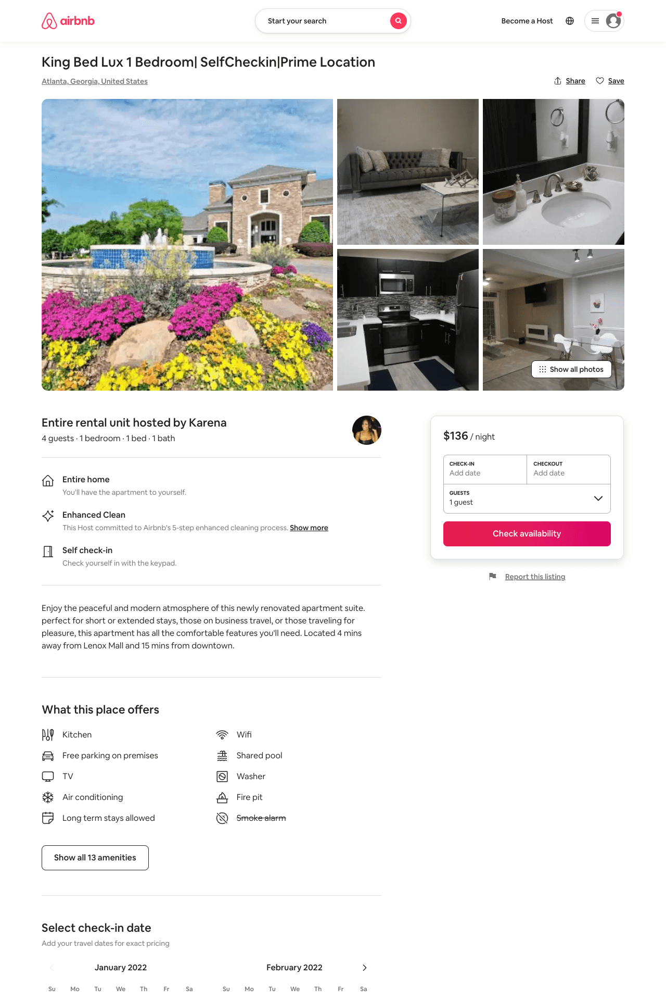 airbnb
Start your search
Become a Host
King Bed Lux 1 Bedroom| SelfCheckin|Prime Location
Atlanta, Georgia, United States
Share
Save
Show all photos
Entire rental unit hosted by Karena
4 guests · 1 bedroom · 1 bed · 1 bath
Entire home
You'll have the apartment to yourself.
Enhanced Clean
This Host committed to Airbnb's 5-step enhanced cleaning process. Show more
Self check-in
Check yourself in with the keypad.
$136 / night
CHECK-IN
Add date
CHECKOUT
Add date
GUESTS
1 guest
Check availability
Report this listing
Enjoy the peaceful and modern atmosphere of this newly renovated apartment suite.
perfect for short or extended stays, those on business travel, or those traveling for
pleasure, this apartment has all the comfortable features you'll need. Located 4 mins
away from Lenox Mall and 15 mins from downtown.
What this place offers
Kitchen
Wifi
Free parking on premises
Shared pool
TV
Washer
Air conditioning
Fire pit
Long term stays allowed
Smoke alarm
Show all 13 amenities
Select check-in date
Add your travel dates for exact pricing
January 2022
February 2022
Su Mo Tu We Th Fr Sa
Su Mo Tu We Th Fr Sa